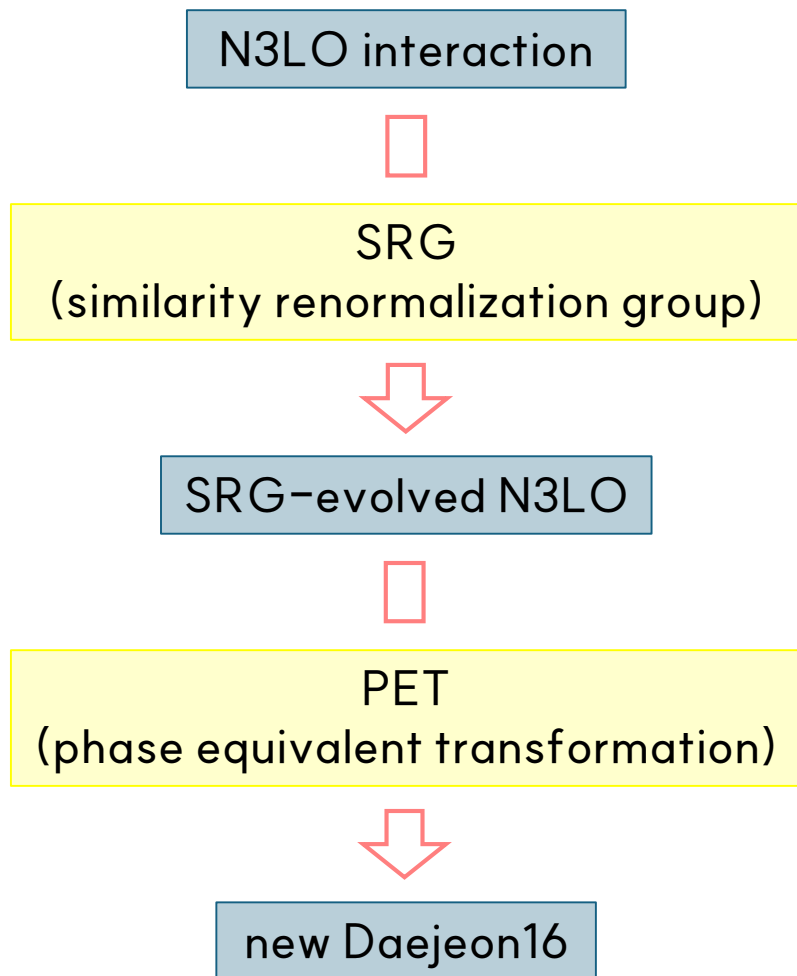 N3LO interaction
SRG
(similarity renormalization group)
SRG-evolved N3LO
PET
(phase equivalent transformation)
new Daejeon16